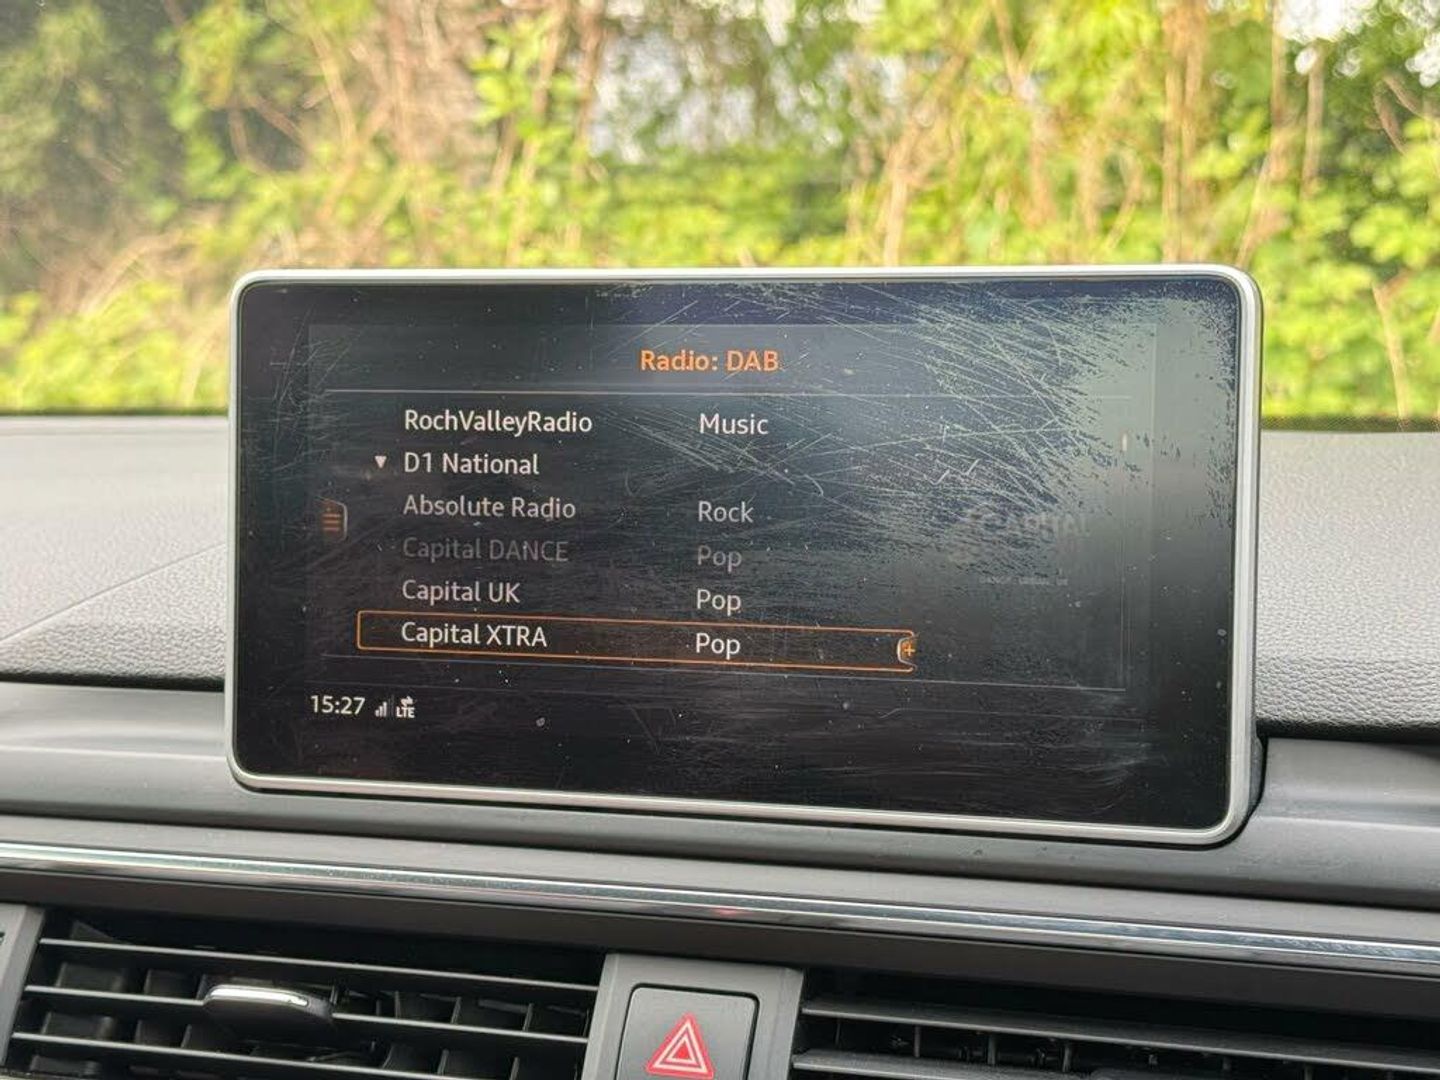 Radio: DAB
RochValleyRadio Music
▼ D1 National
Absolute Radio Rock
Capital DANCE Pop
Capital UK Pop
Capital XTRA Pop +
15:27 LTE
CAPITAL